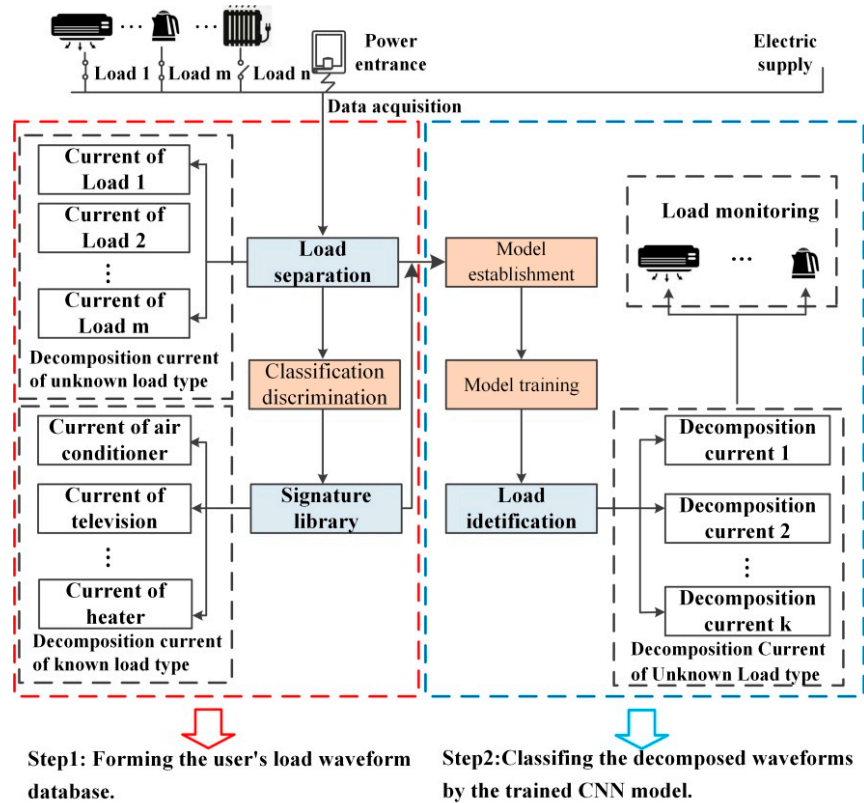 Load 1
Load m
Load n
Power
entrance
Electric
supply
Data acquisition
Current of
Load 1
Current of
Load 2
⋮
Current of
Load m
Decomposition current
of unknown load type
Load
separation
Classification
discrimination
Signature
library
Current of air
conditioner
Current of
television
⋮
Current of
heater
Decomposition current
of known load type
Model
establishment
Model training
Load
idetification
Load monitoring
...
Decomposition
current 1
Decomposition
current 2
⋮
Decomposition
current k
Decomposition Current
of Unknown Load type
Step1: Forming the user's load waveform
database.
Step2:Classifing the decomposed waveforms
by the trained CNN model.